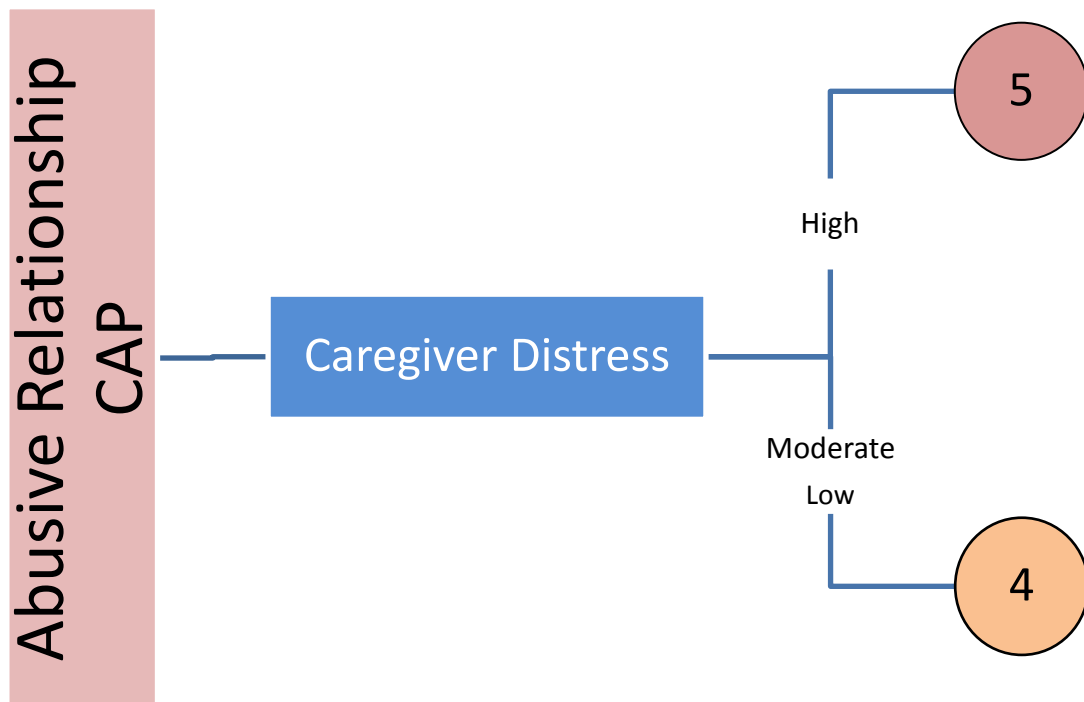 Abusive Relationship
CAP
Caregiver Distress
High
5
Moderate
Low
4